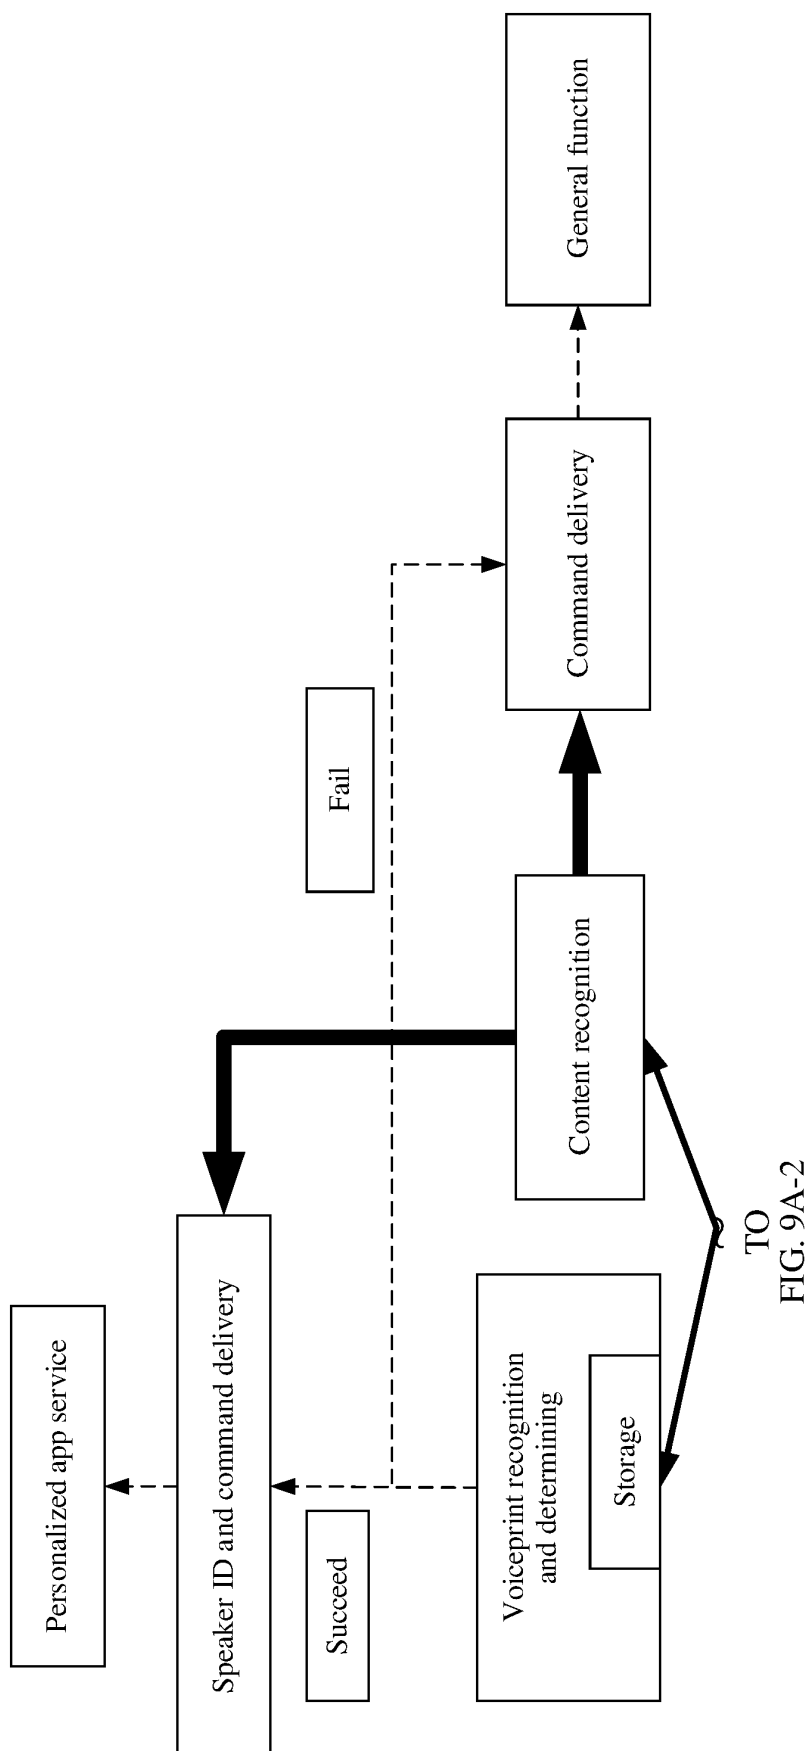 Personalized app service
Speaker ID and command delivery
Succeed
Fail
Voiceprint recognition
and determining
Storage
Content recognition
Command delivery
General function
TO
FIG. 9A-2